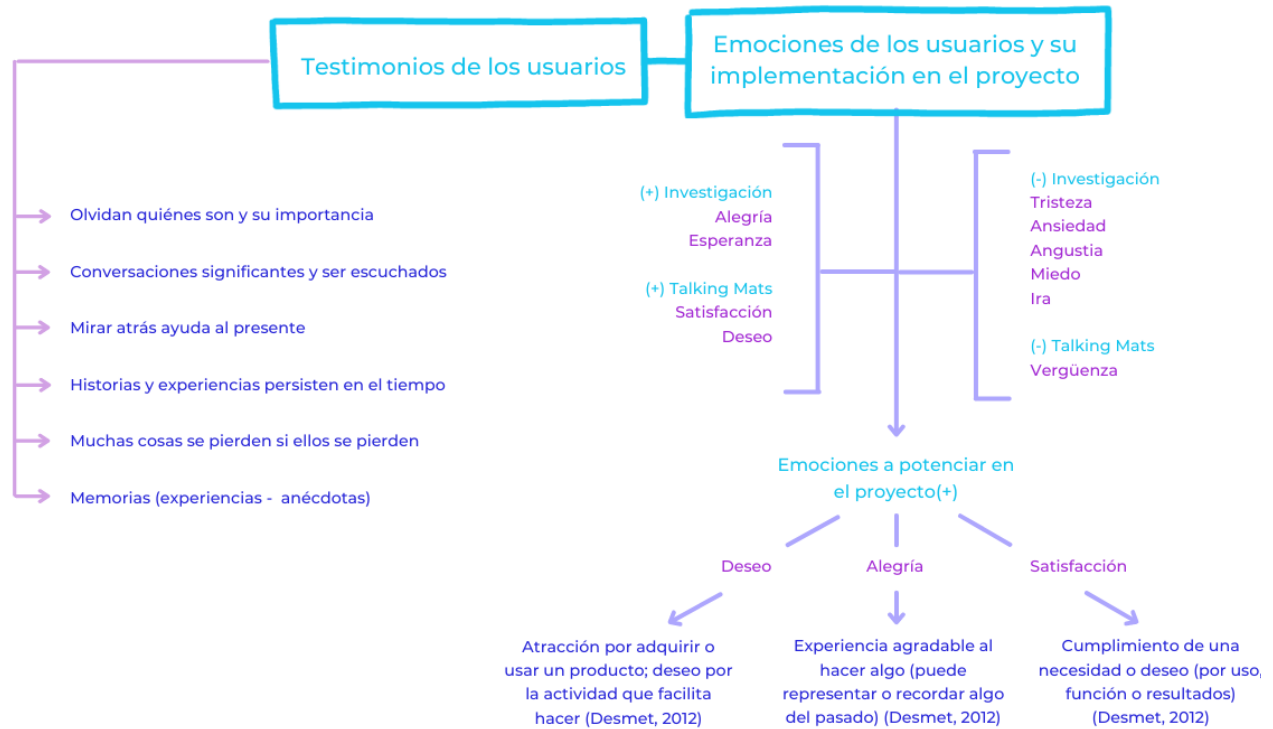 Testimonios de los usuarios
Emociones de los usuarios y su
implementación en el proyecto
Olvidan quiénes son y su importancia
Conversaciones significantes y ser escuchados
Mirar atrás ayuda al presente
Historias y experiencias persisten en el tiempo
Muchas cosas se pierden si ellos se pierden
Memorias (experiencias - anécdotas)
(+) Investigación
Alegría
Esperanza
(+) Talking Mats
Satisfacción
Deseo
(-) Investigación
Tristeza
Ansiedad
Angustia
Miedo
Ira
(-) Talking Mats
Vergüenza
Emociones a potenciar en
el proyecto(+)
Deseo
Alegría
Satisfacción
Atracción por adquirir o
usar un producto; deseo por
la actividad que facilita
hacer (Desmet, 2012)
Experiencia agradable al
hacer algo (puede
representar o recordar algo
del pasado) (Desmet, 2012)
Cumplimiento de una
necesidad o deseo (por uso,
función o resultados)
(Desmet, 2012)